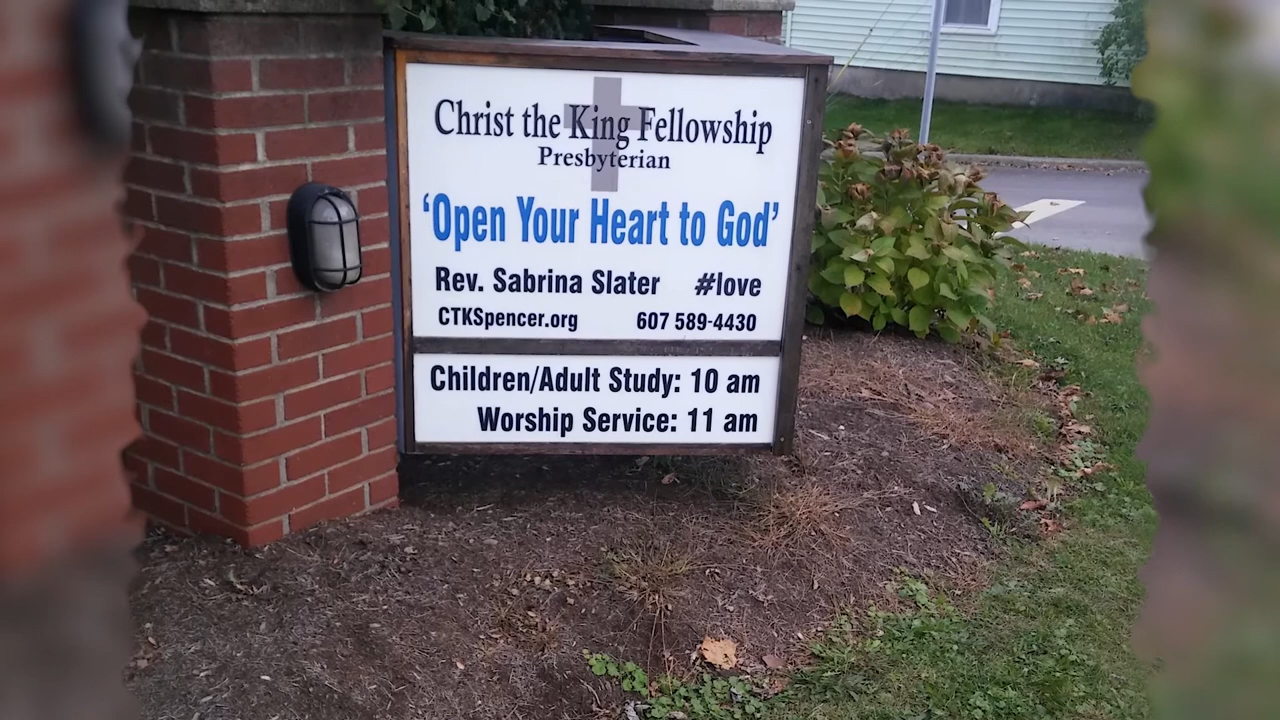 Christ the King Fellowship
Presbyterian
'Open Your Heart to God'
Rev. Sabrina Slater #love
CTKSpencer.org 607 589-4430
Children/Adult Study: 10 am
Worship Service: 11 am